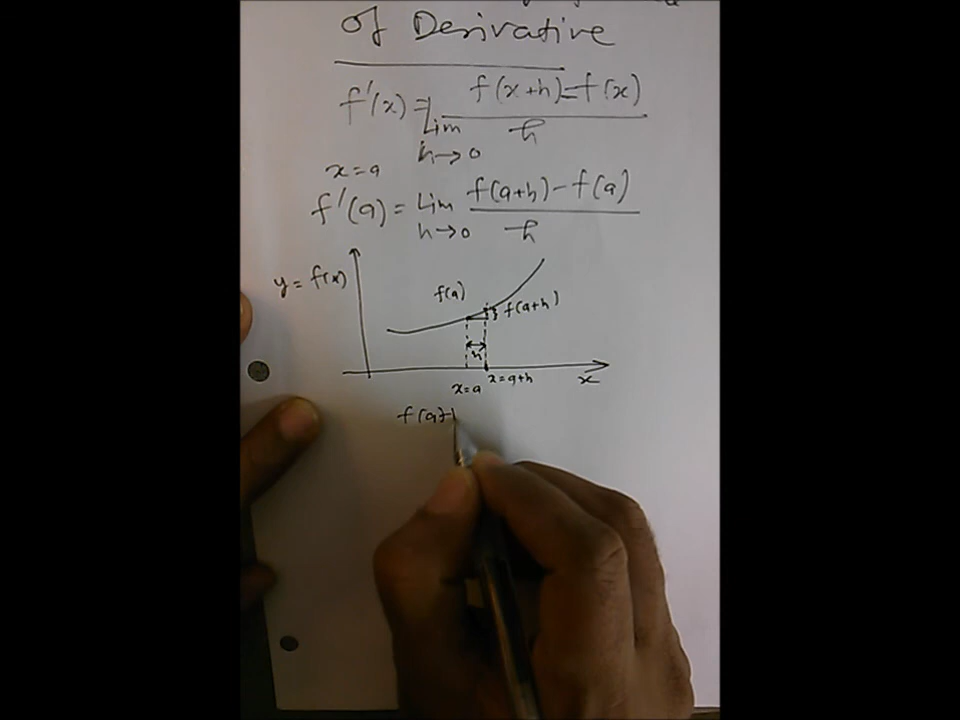 of Derivative
f'(x) = Lim h→0 f(x+h)=f(x) / h
x=a
f'(a) = Lim h→0 f(a+h)-f(a) / h
y = f(x)
f(a)
f(a+h)
h
x=a x=a+h x
f(a+